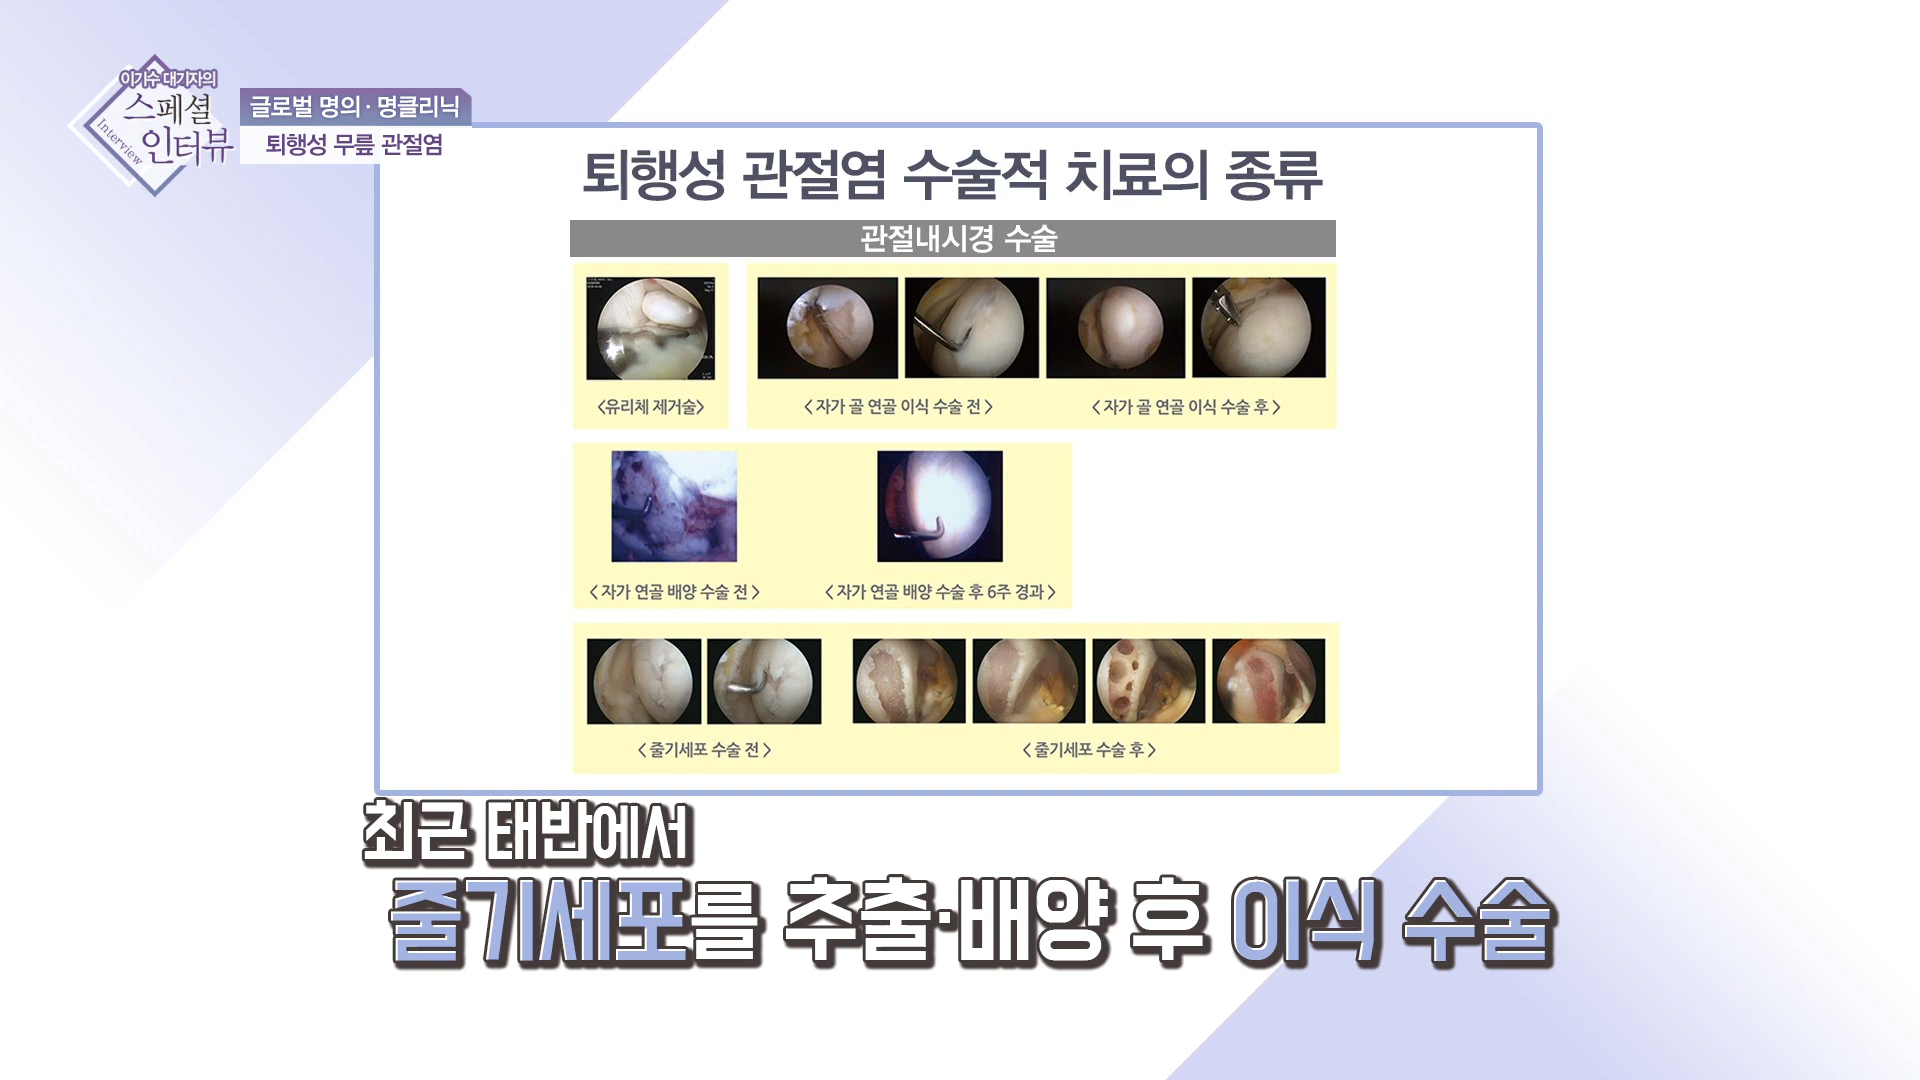 이기수 대기자의
스페셜
인터뷰
Interview
글로벌 명의·명클리닉
퇴행성 무릎 관절염
퇴행성 관절염 수술적 치료의 종류
관절내시경 수술
<유리체 제거술>
< 자가 골 연골 이식 수술 전 >
< 자가 골 연골 이식 수술 후 >
< 자가 연골 배양 수술 전 >
< 자가 연골 배양 수술 후 6주 경과 >
< 줄기세포 수술 전 >
< 줄기세포 수술 후 >
최근 태반에서
줄기세포를 추출·배양 후 이식 수술